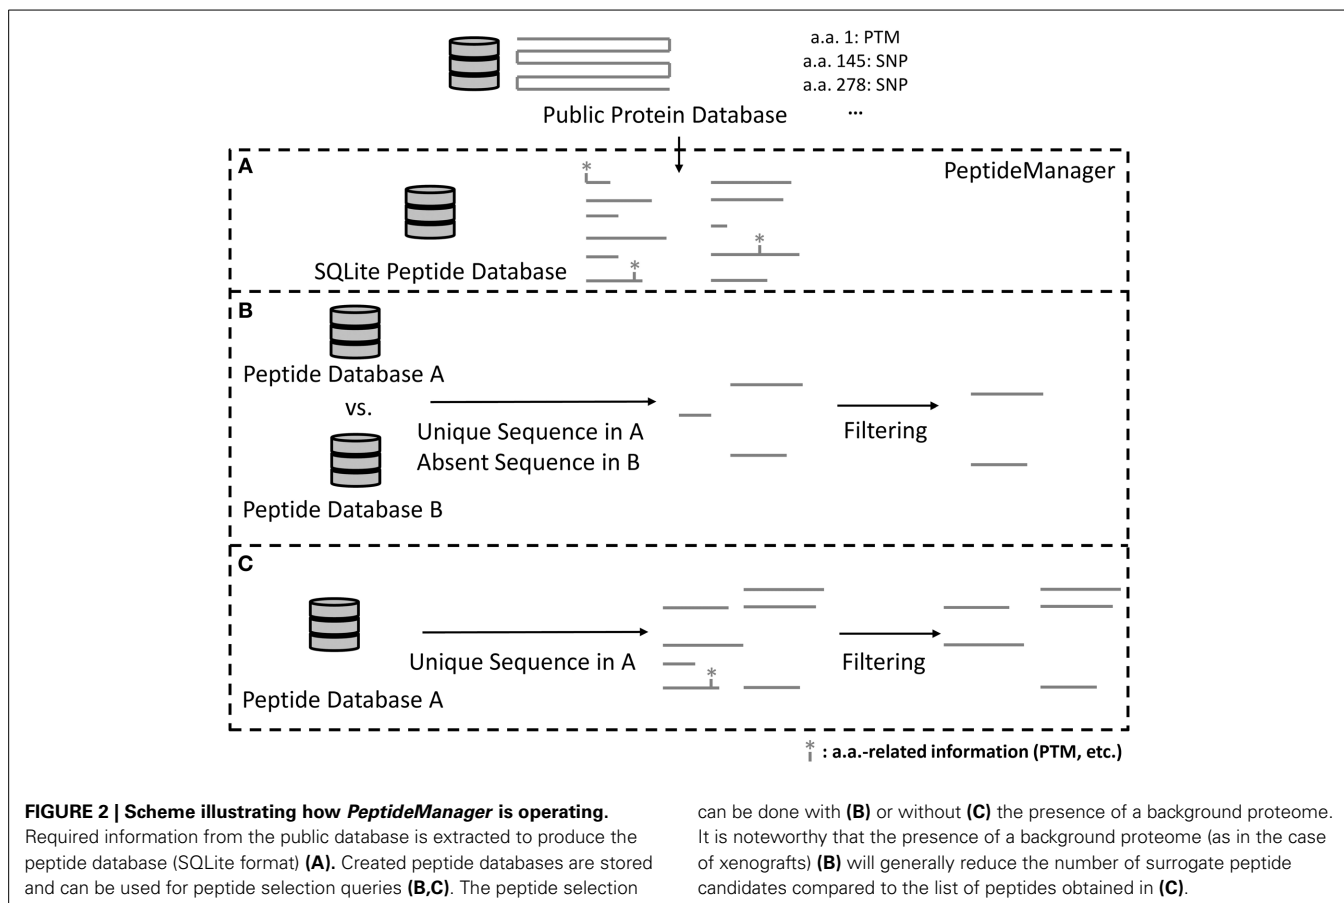 a.a. 1: PTM
a.a. 145: SNP
a.a. 278: SNP
...
Public Protein Database
A
PeptideManager
*
*
*
SQLite Peptide Database
B
Peptide Database A
vs.
Unique Sequence in A
Absent Sequence in B
Filtering
Peptide Database B
C
Unique Sequence in A
*
Filtering
Peptide Database A
* : a.a.-related information (PTM, etc.)
FIGURE 2 | Scheme illustrating how PeptideManager is operating.
Required information from the public database is extracted to produce the
peptide database (SQLite format) (A). Created peptide databases are stored
and can be used for peptide selection queries (B,C). The peptide selection
can be done with (B) or without (C) the presence of a background proteome.
It is noteworthy that the presence of a background proteome (as in the case
of xenografts) (B) will generally reduce the number of surrogate peptide
candidates compared to the list of peptides obtained in (C).